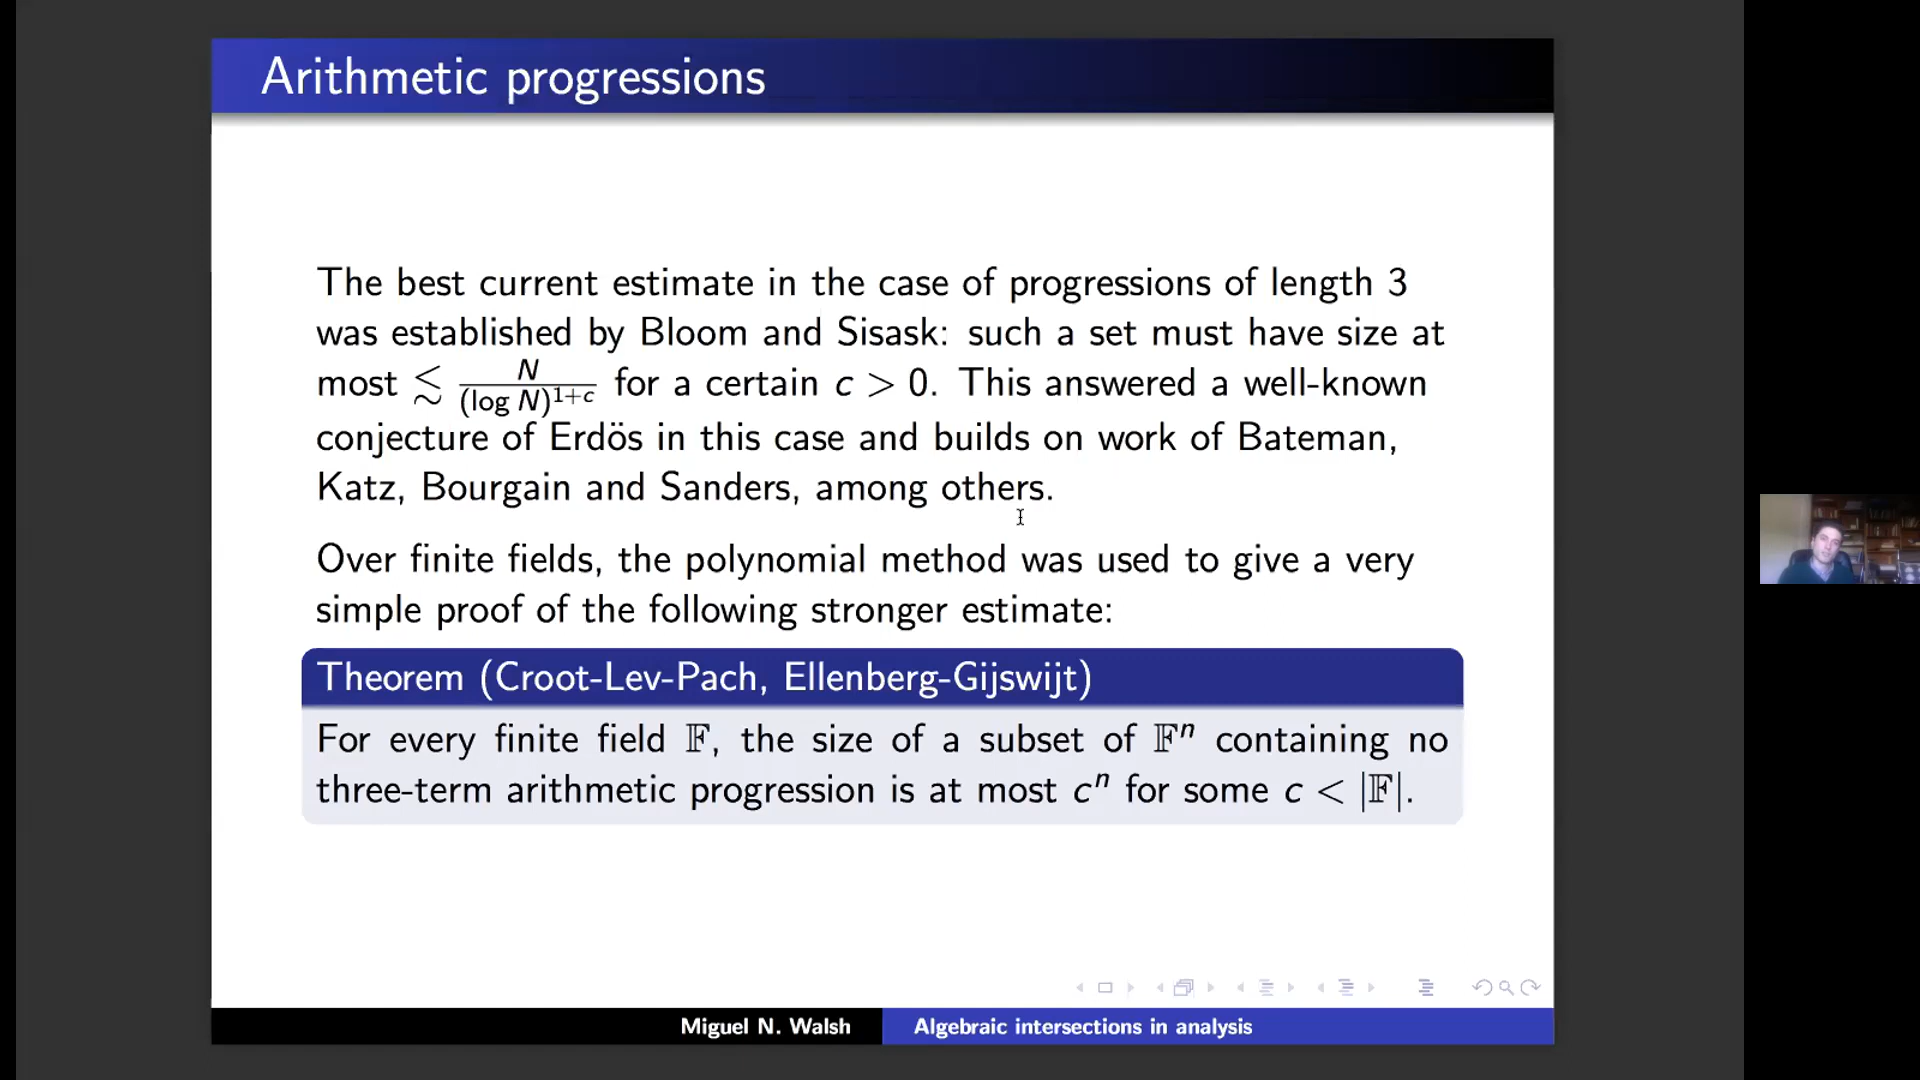 Arithmetic progressions
The best current estimate in the case of progressions of length 3
was established by Bloom and Sisask: such a set must have size at
most ≲ N/(log N)^{1+c} for a certain c > 0. This answered a well-known
conjecture of Erdös in this case and builds on work of Bateman,
Katz, Bourgain and Sanders, among others.
Over finite fields, the polynomial method was used to give a very
simple proof of the following stronger estimate:
Theorem (Croot-Lev-Pach, Ellenberg-Gijswijt)
For every finite field 𝔽, the size of a subset of 𝔽ⁿ containing no
three-term arithmetic progression is at most cⁿ for some c < |𝔽|.
Miguel N. Walsh
Algebraic intersections in analysis